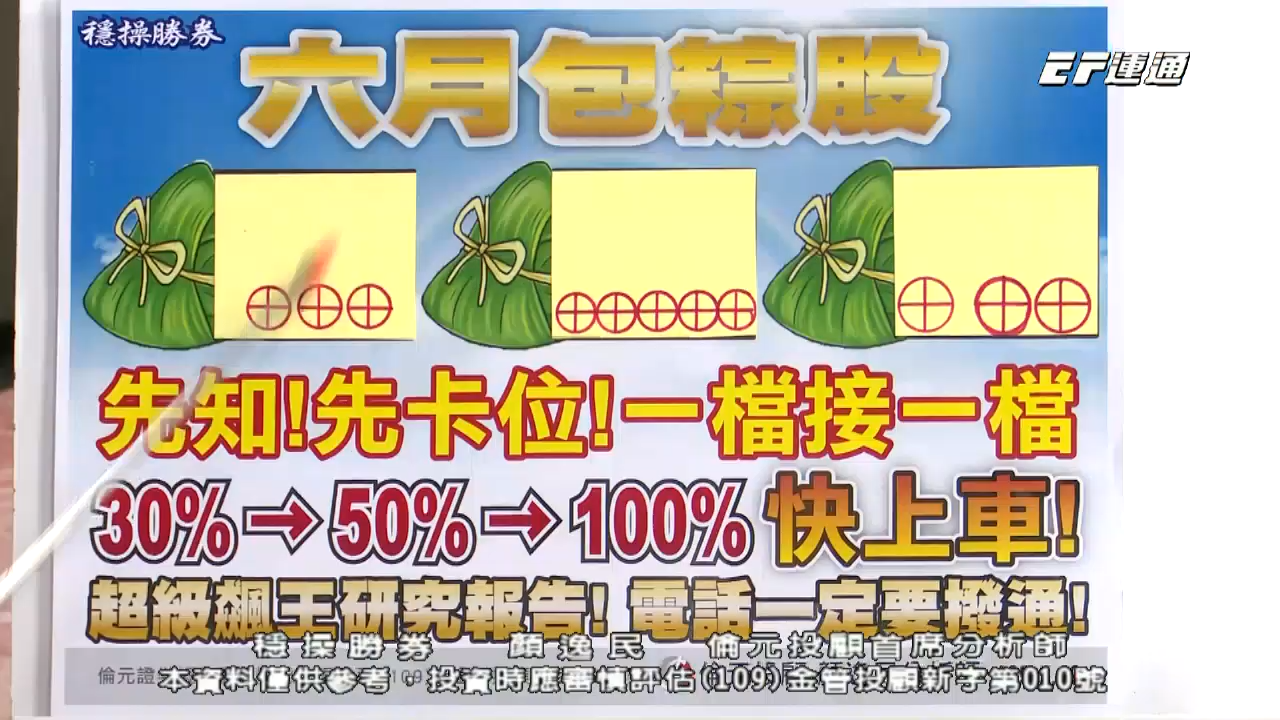 穩操勝券
EF運通
六月包粽股
先知!先卡位!一檔接一檔
30%→50%→100% 快上車!
超級飆王研究報告! 電話一定要撥通!
穩操勝券 顏逸民 倫元投顧首席分析師
本資料僅供參考,投資時應審慎評估(109)金管投顧新字第010號